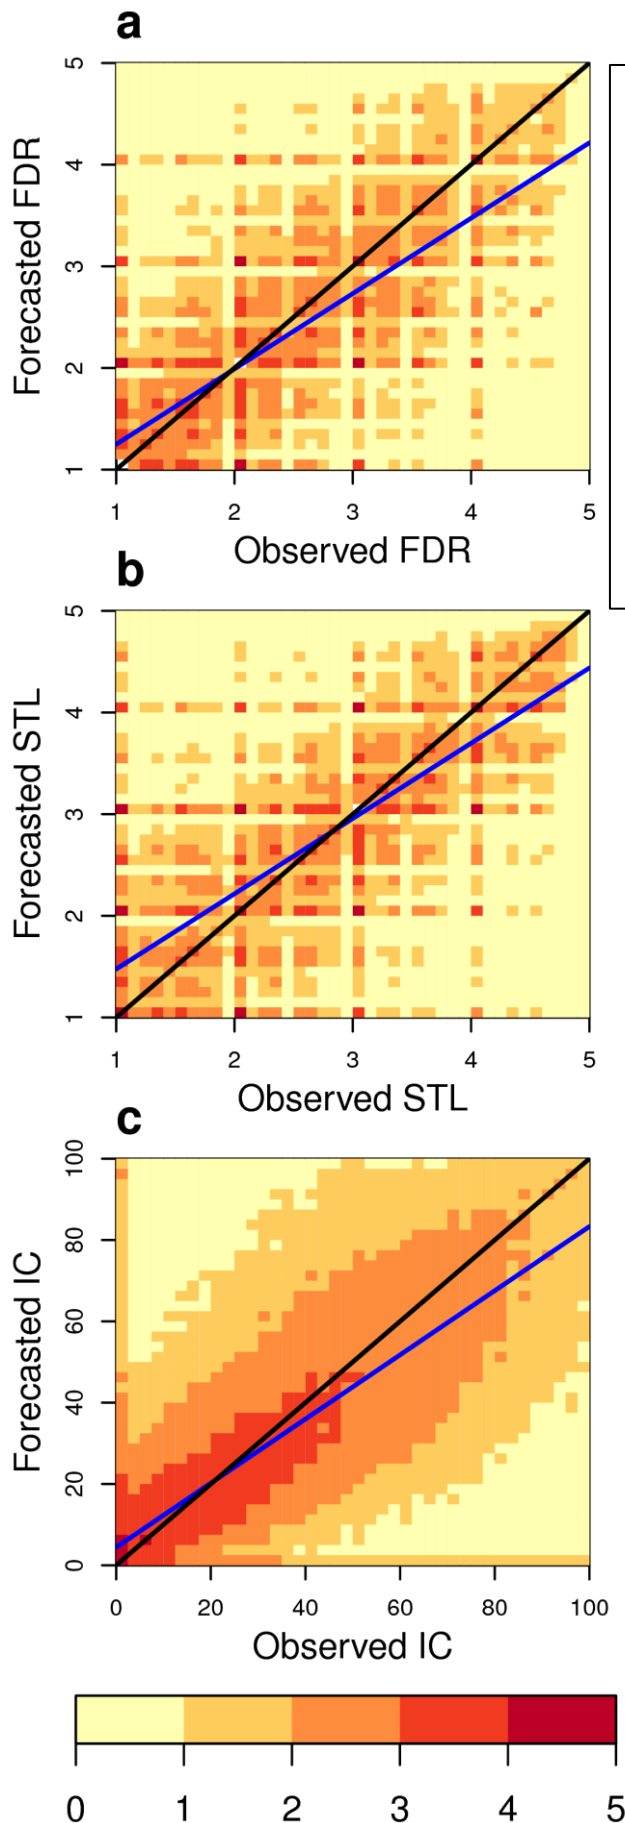 a
5
4
3
2
1
Forecasted FDR
1 2 3 4 5
Observed FDR
b
5
4
3
2
1
Forecasted STL
1 2 3 4 5
Observed STL
c
100
80
60
40
20
0
Forecasted IC
0 20 40 60 80 100
Observed IC
0 1 2 3 4 5